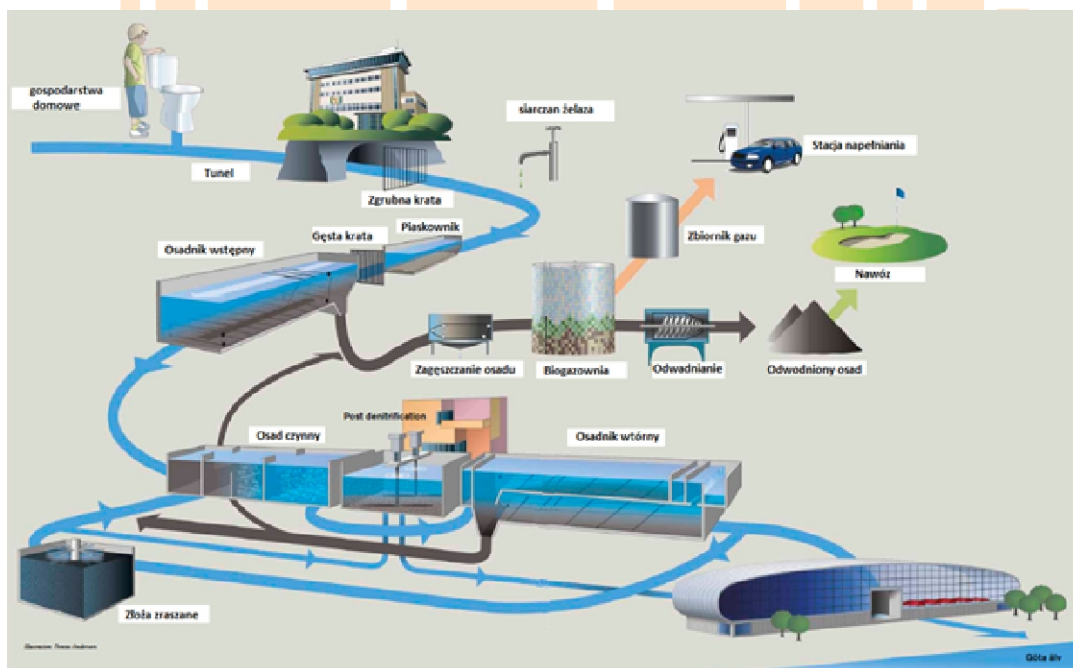 gospodarstwa
domowe
siarczan żelaza
Stacja napełniania
Tunel
Zgrubna krata
Piaskownik
Gęsta krata
Osadnik wstępny
Zbiornik gazu
Nawóz
Zagęszczanie osadu
Biogazownia
Odwadnianie
Odwodniony osad
Post denitrification
Osad czynny
Osadnik wtórny
Złoża zraszane
Göta älv